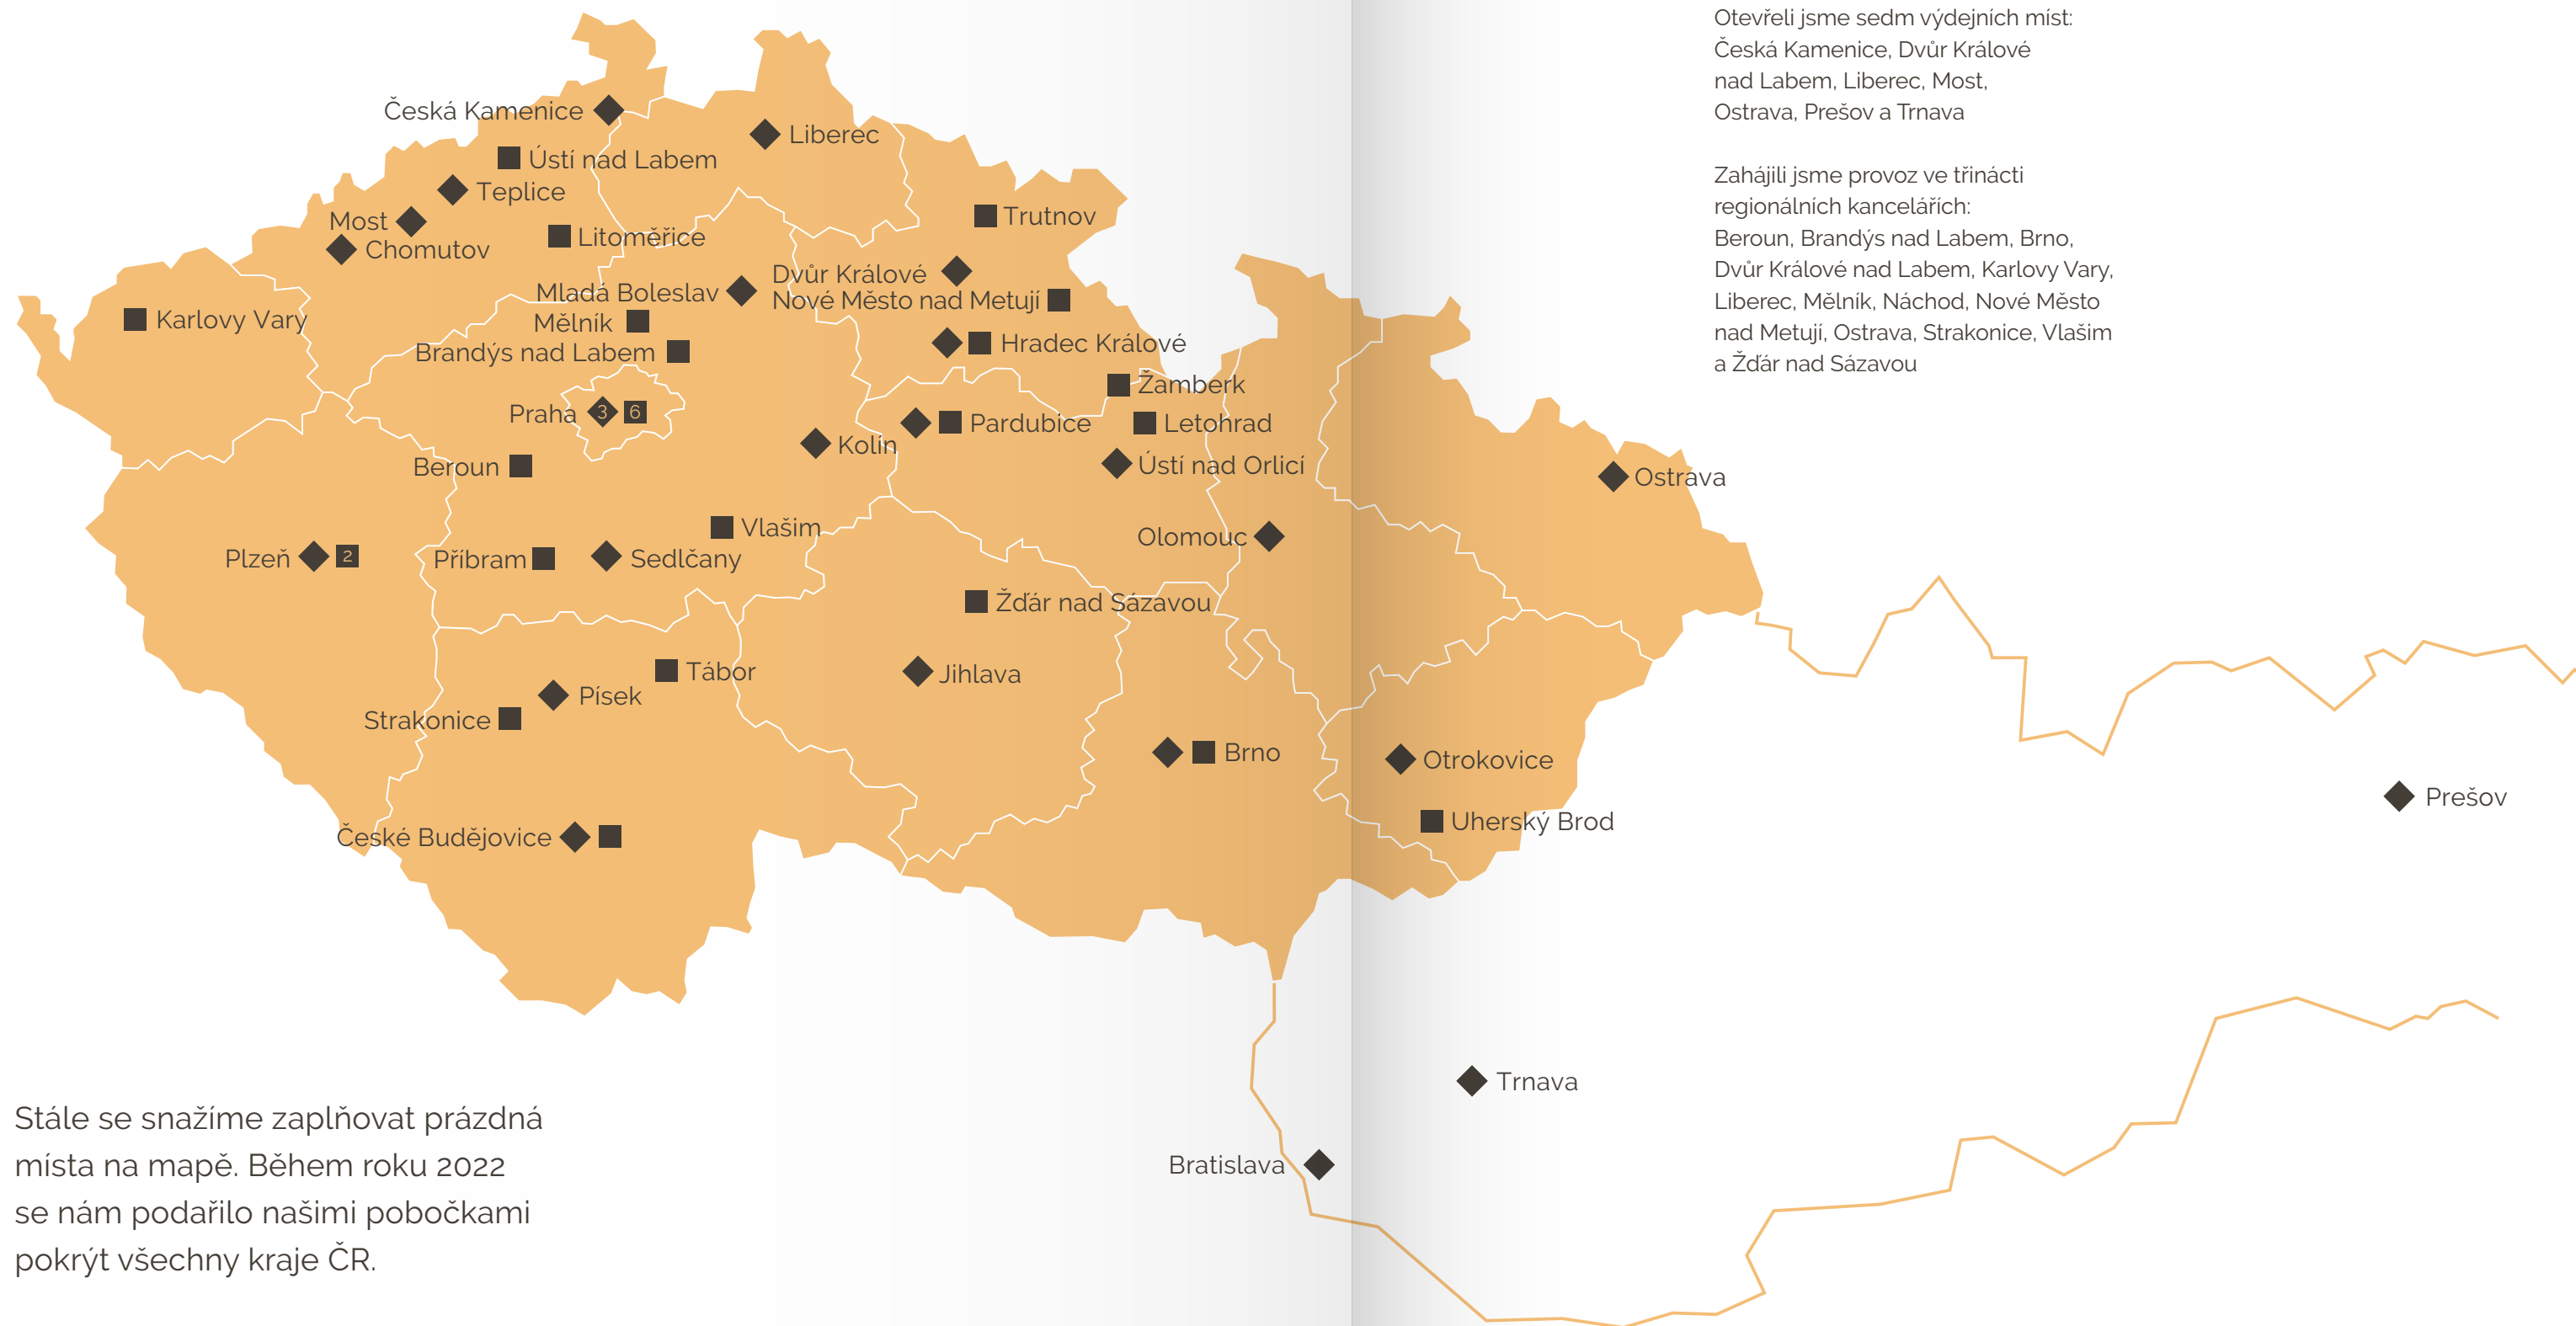 Otevřeli jsme sedm výdejních míst:
Česká Kamenice, Dvůr Králové
nad Labem, Liberec, Most,
Ostrava, Prešov a Trnava
Zahájili jsme provoz ve třinácti
regionálních kancelářích:
Beroun, Brandýs nad Labem, Brno,
Dvůr Králové nad Labem, Karlovy Vary,
Liberec, Mělník, Náchod, Nové Město
nad Metují, Ostrava, Strakonice, Vlašim
a Žďár nad Sázavou
Česká Kamenice
Liberec
Ústí nad Labem
Teplice
Most
Trutnov
Litoměřice
Chomutov
Dvůr Králové
Mladá Boleslav
Nové Město nad Metují
Karlovy Vary
Mělník
Hradec Králové
Brandýs nad Labem
Žamberk
Praha 3 6
Pardubice
Letohrad
Kolín
Beroun
Ústí nad Orlicí
Ostrava
Vlašim
Olomouc
Plzeň 2
Příbram
Sedlčany
Žďár nad Sázavou
Tábor
Jihlava
Písek
Strakonice
Brno
Otrokovice
Prešov
Uherský Brod
České Budějovice
Trnava
Bratislava
Stále se snažíme zaplňovat prázdná
místa na mapě. Během roku 2022
se nám podařilo našimi pobočkami
pokrýt všechny kraje ČR.